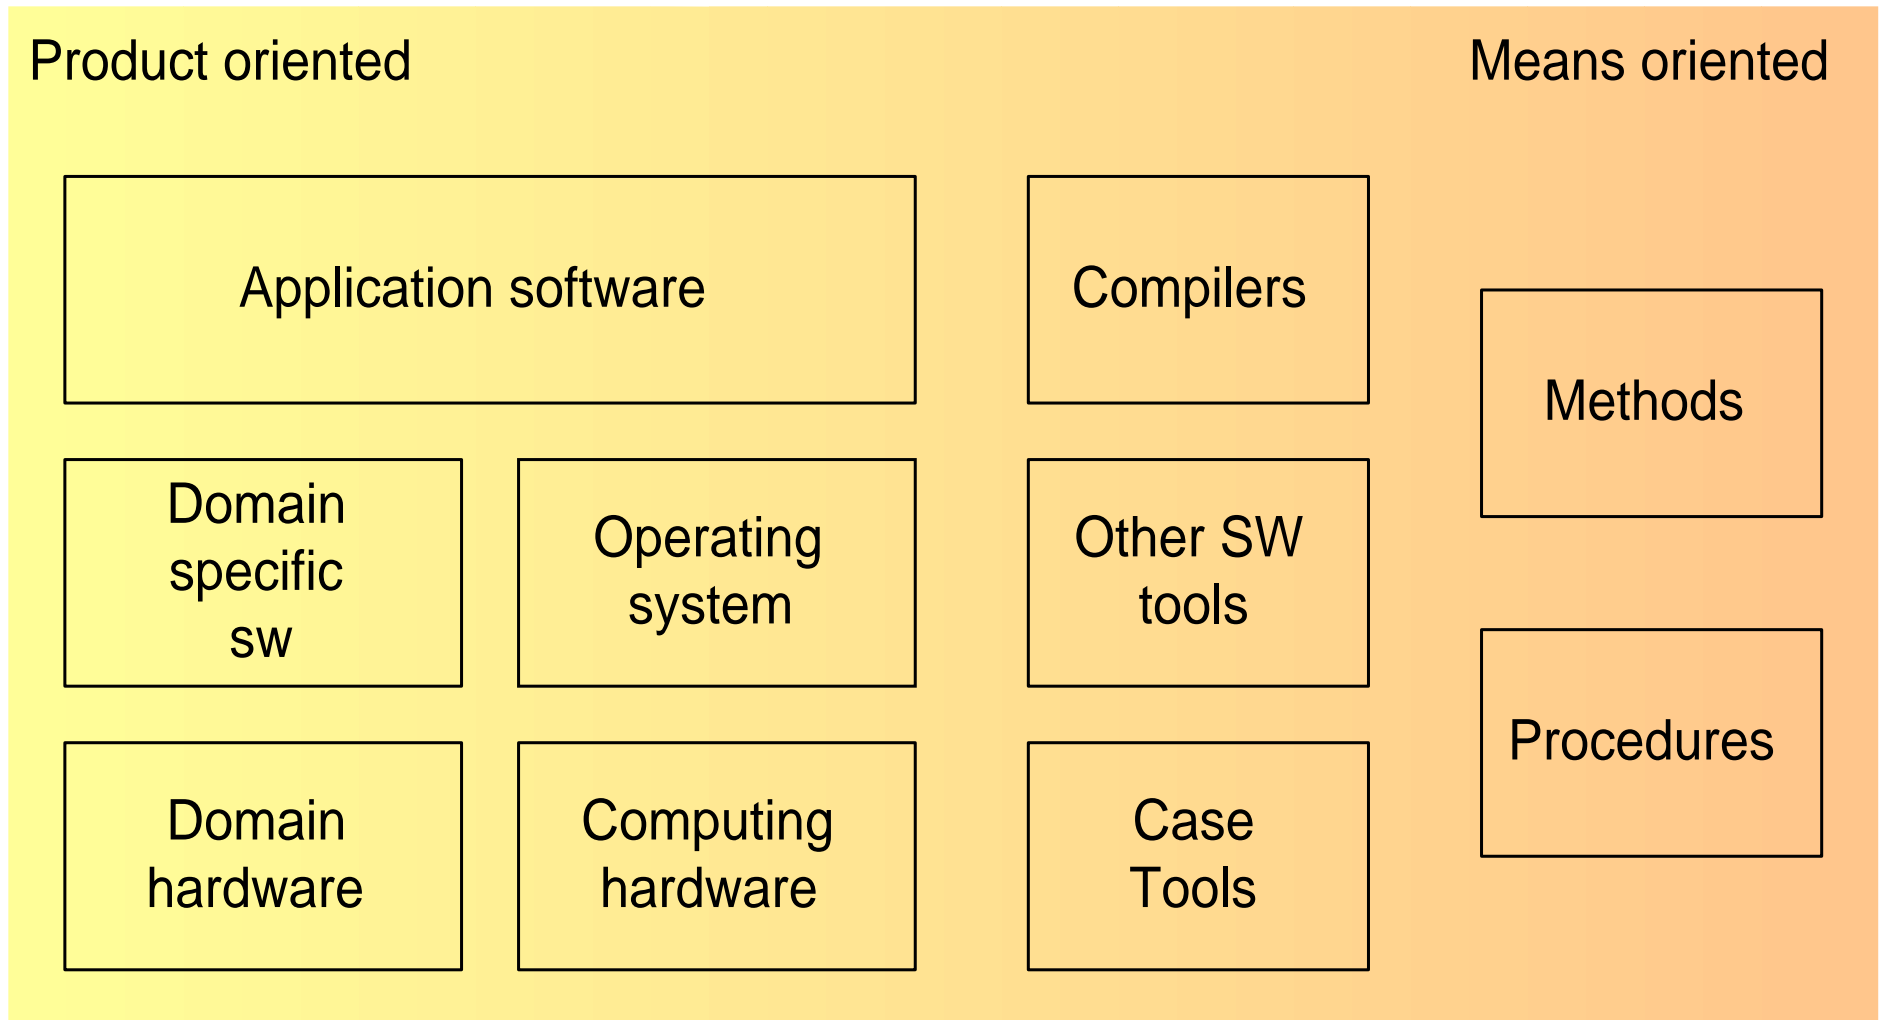 Product oriented
Means oriented
Application software
Compilers
Methods
Domain
specific
sw
Operating
system
Other SW
tools
Procedures
Domain
hardware
Computing
hardware
Case
Tools